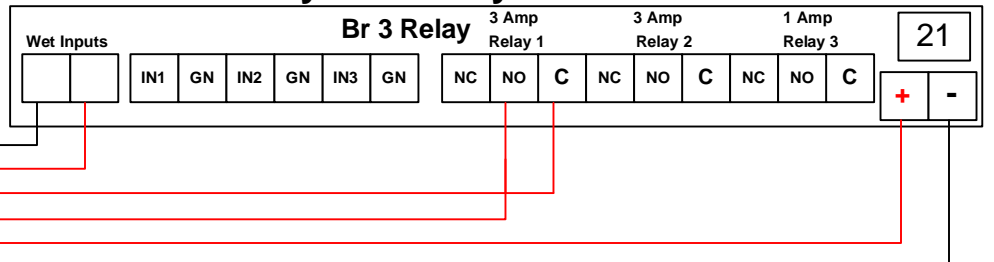 Br 3 Relay
Wet Inputs
3 Amp
Relay 1
3 Amp
Relay 2
1 Amp
Relay 3
21
IN1 GN IN2 GN IN3 GN NC NO C NC NO C NC NO C
+ -